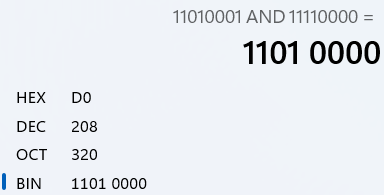 11010001 AND 11110000 =
1101 0000
HEX D0
DEC 208
OCT 320
BIN 1101 0000